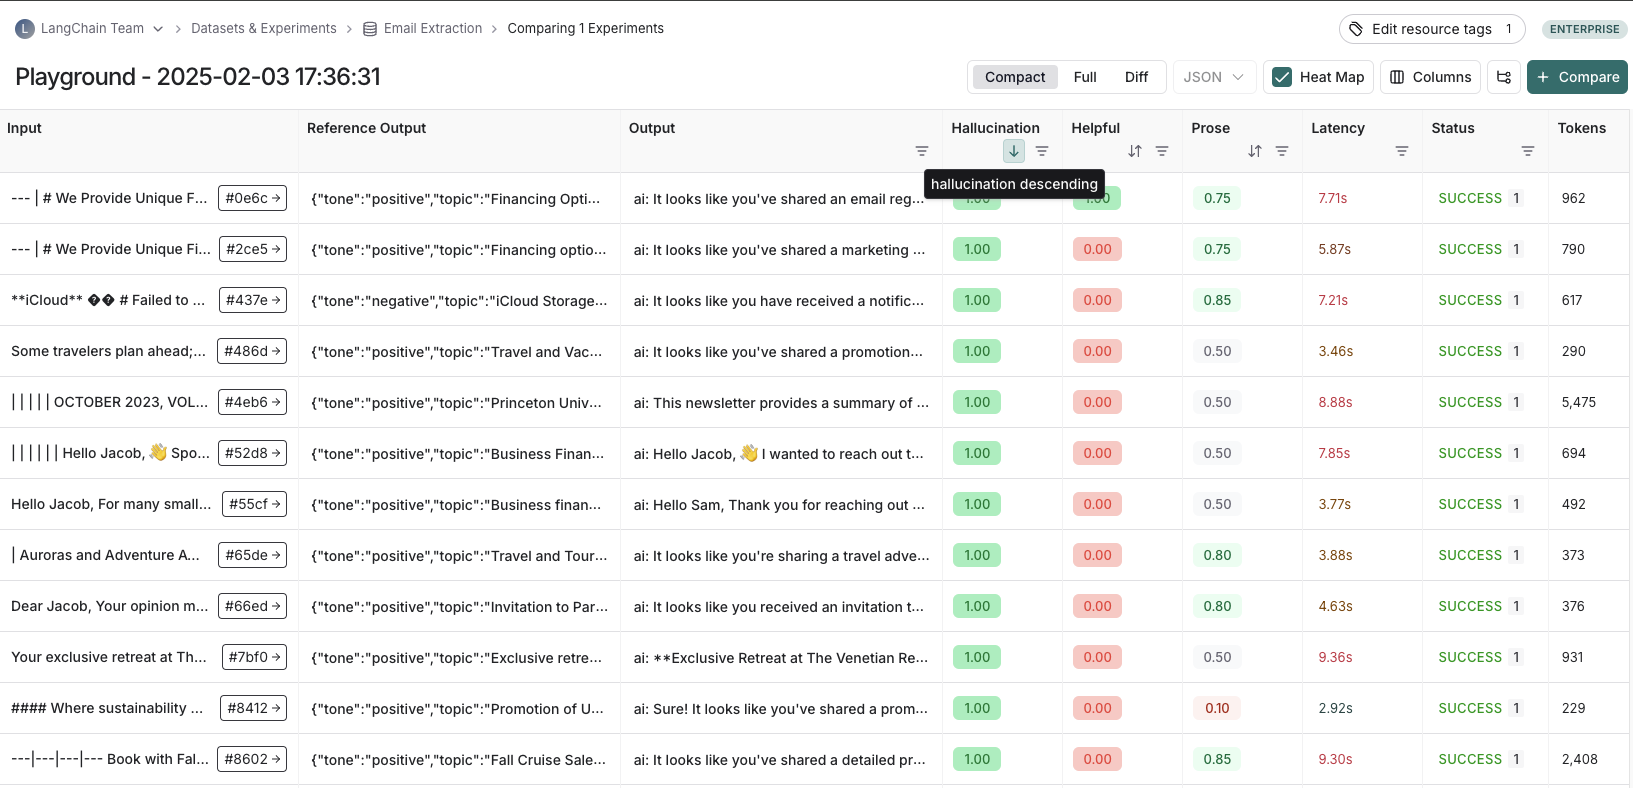 L LangChain Team > Datasets & Experiments > Email Extraction > Comparing 1 Experiments Edit resource tags 1 ENTERPRISE
Playground - 2025-02-03 17:36:31 Compact Full Diff JSON Heat Map Columns + Compare
Input Reference Output Output Hallucination Helpful Prose Latency Status Tokens
hallucination descending
--- | # We Provide Unique F... #0e6c → {"tone":"positive","topic":"Financing Opti... ai: It looks like you've shared an email reg... 1.00 1.00 0.75 7.71s SUCCESS 1 962
--- | # We Provide Unique Fi... #2ce5 → {"tone":"positive","topic":"Financing optio... ai: It looks like you've shared a marketing ... 1.00 0.00 0.75 5.87s SUCCESS 1 790
**iCloud** �� # Failed to ... #437e → {"tone":"negative","topic":"iCloud Storage... ai: It looks like you have received a notific... 1.00 0.00 0.85 7.21s SUCCESS 1 617
Some travelers plan ahead;... #486d → {"tone":"positive","topic":"Travel and Vac... ai: It looks like you've shared a promotion... 1.00 0.00 0.50 3.46s SUCCESS 1 290
| | | | | OCTOBER 2023, VOL... #4eb6 → {"tone":"positive","topic":"Princeton Univ... ai: This newsletter provides a summary of ... 1.00 0.00 0.50 8.88s SUCCESS 1 5,475
| | | | | | Hello Jacob, 👋 Spo... #52d8 → {"tone":"positive","topic":"Business Finan... ai: Hello Jacob, 👋 I wanted to reach out t... 1.00 0.00 0.50 7.85s SUCCESS 1 694
Hello Jacob, For many small... #55cf → {"tone":"positive","topic":"Business finan... ai: Hello Sam, Thank you for reaching out ... 1.00 0.00 0.50 3.77s SUCCESS 1 492
| Auroras and Adventure A... #65de → {"tone":"positive","topic":"Travel and Tour... ai: It looks like you're sharing a travel adve... 1.00 0.00 0.80 3.88s SUCCESS 1 373
Dear Jacob, Your opinion m... #66ed → {"tone":"positive","topic":"Invitation to Par... ai: It looks like you received an invitation t... 1.00 0.00 0.80 4.63s SUCCESS 1 376
Your exclusive retreat at Th... #7bf0 → {"tone":"positive","topic":"Exclusive retre... ai: **Exclusive Retreat at The Venetian Re... 1.00 0.00 0.50 9.36s SUCCESS 1 931
#### Where sustainability ... #8412 → {"tone":"positive","topic":"Promotion of U... ai: Sure! It looks like you've shared a prom... 1.00 0.00 0.10 2.92s SUCCESS 1 229
---|---|---|--- Book with Fal... #8602 → {"tone":"positive","topic":"Fall Cruise Sale... ai: It looks like you've shared a detailed pr... 1.00 0.00 0.85 9.30s SUCCESS 1 2,408